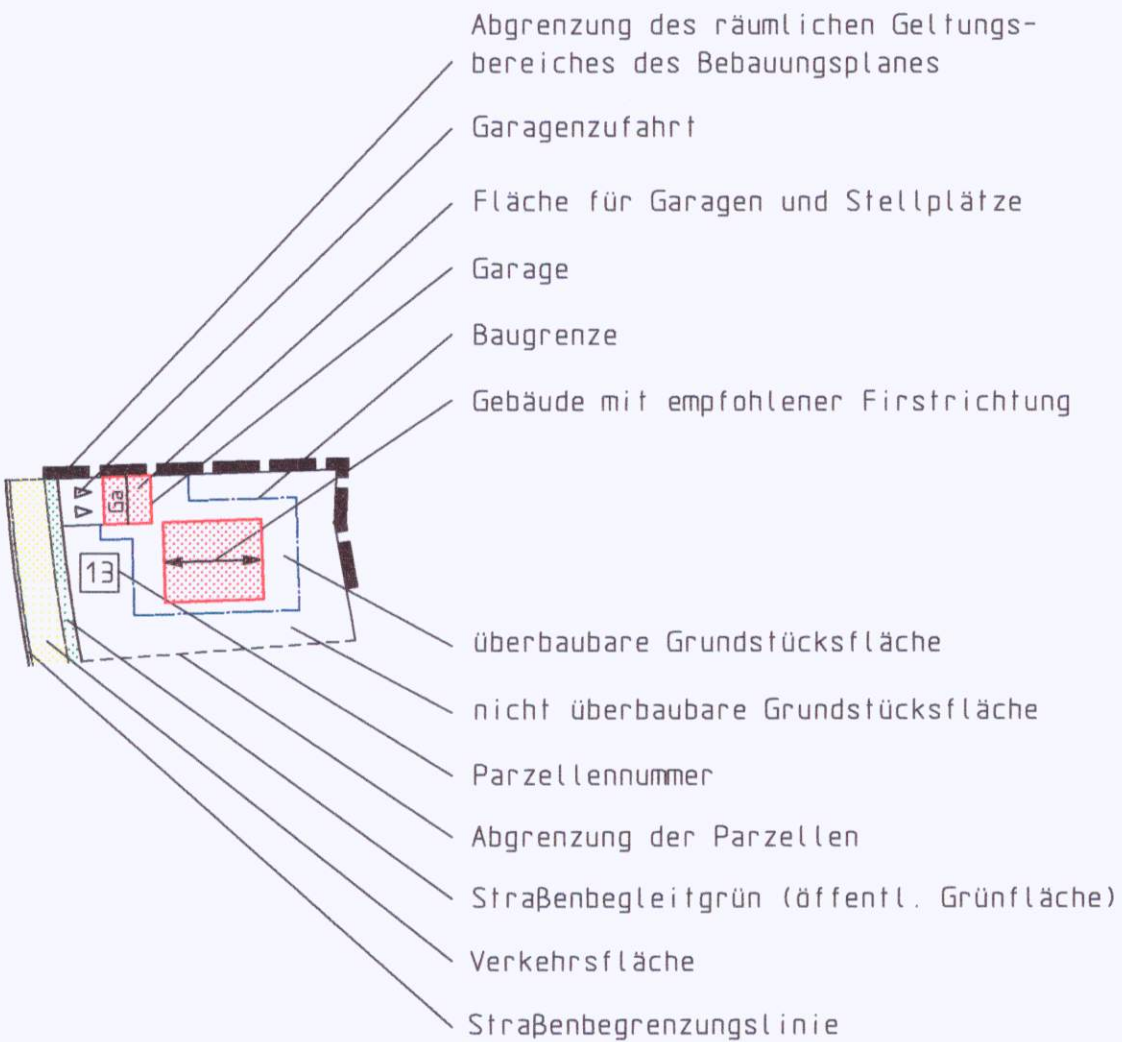 Abgrenzung des räumlichen Geltungs-
bereiches des Bebauungsplanes
Garagenzufahrt
Fläche für Garagen und Stellplätze
Garage
Baugrenze
Gebäude mit empfohlener Firstrichtung
Ga
13
überbaubare Grundstücksfläche
nicht überbaubare Grundstücksfläche
Parzellennummer
Abgrenzung der Parzellen
Straßenbegleitgrün (öffentl. Grünfläche)
Verkehrsfläche
Straßenbegrenzungslinie